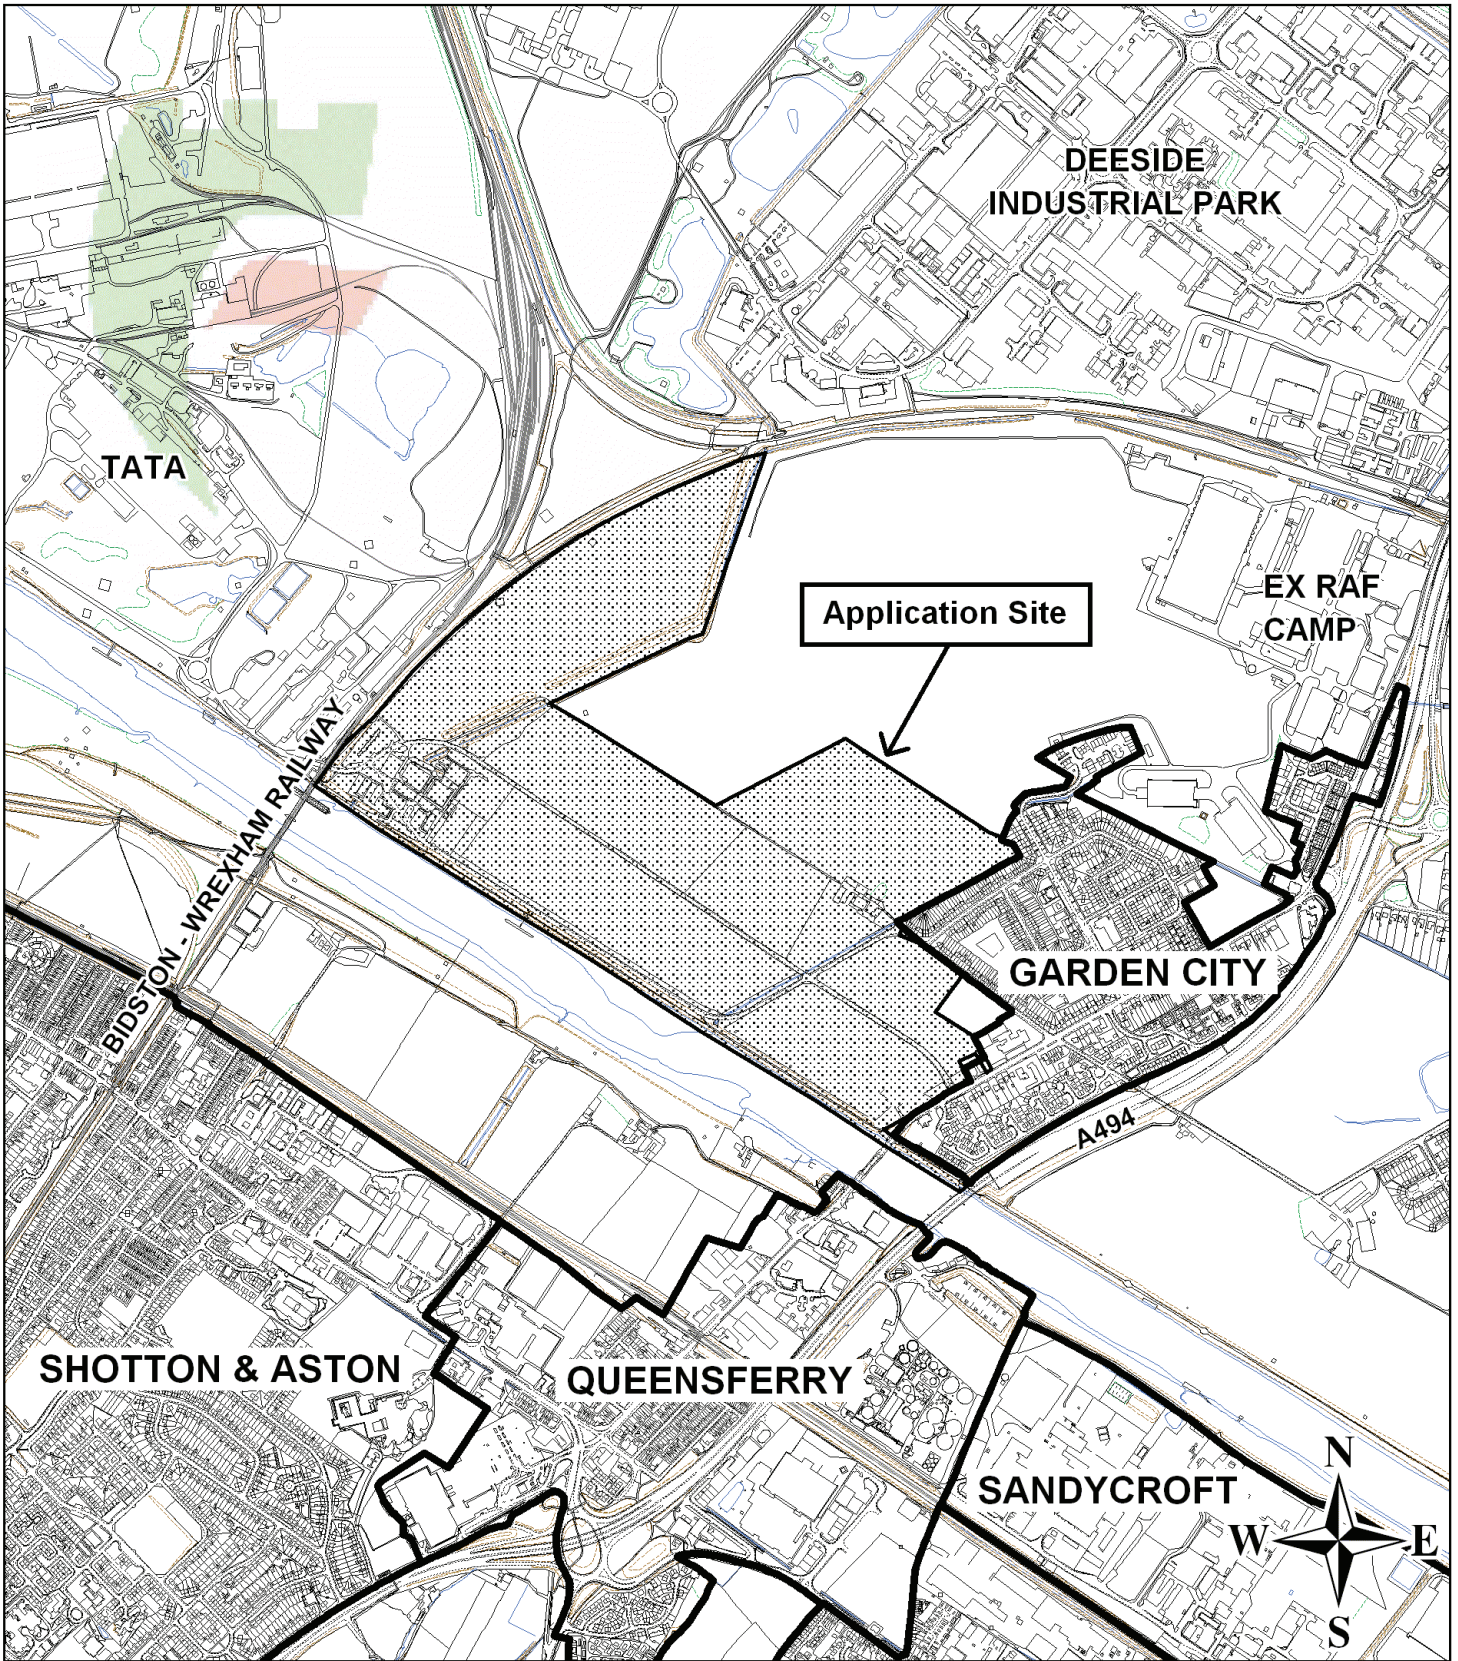 DEESIDE
INDUSTRIAL PARK
TATA
EX RAF
CAMP
Application Site
BIDSTON - WREXHAM RAILWAY
GARDEN CITY
A494
SHOTTON & ASTON
QUEENSFERRY
SANDYCROFT
N
W
E
S